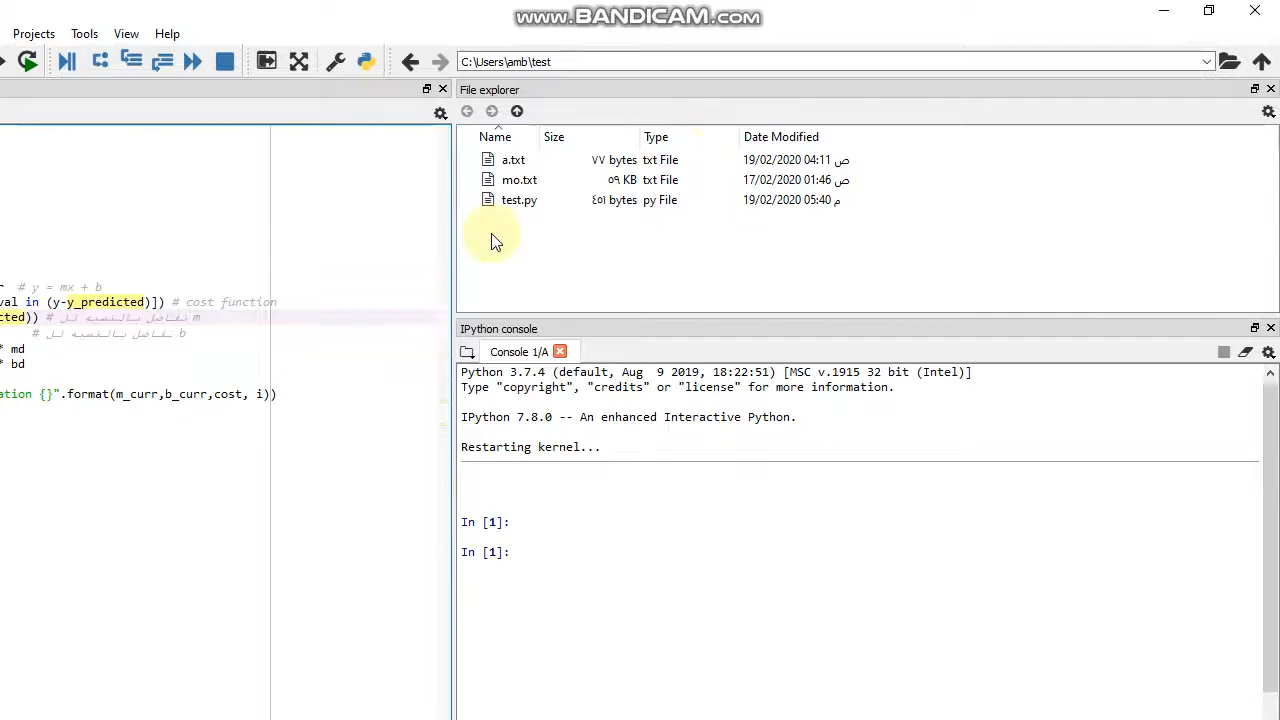 www.BANDICAM.com
Projects Tools View Help
C:\Users\amb\test
File explorer
Name Size Type Date Modified
a.txt ٧٧ bytes txt File 19/02/2020 04:11 ص
mo.txt ٥٩ KB txt File 17/02/2020 01:46 ص
test.py ٤٥١ bytes py File 19/02/2020 05:40 م
r # y = mx + b
val in (y-y_predicted)]) # cost function
cted)) # تفاضل بالنسبه لل m
# تفاضل بالنسبه لل b
* md
* bd
ation {}".format(m_curr,b_curr,cost, i))
IPython console
Console 1/A
Python 3.7.4 (default, Aug  9 2019, 18:22:51) [MSC v.1915 32 bit (Intel)]
Type "copyright", "credits" or "license" for more information.
IPython 7.8.0 -- An enhanced Interactive Python.
Restarting kernel...
In [1]:
In [1]: